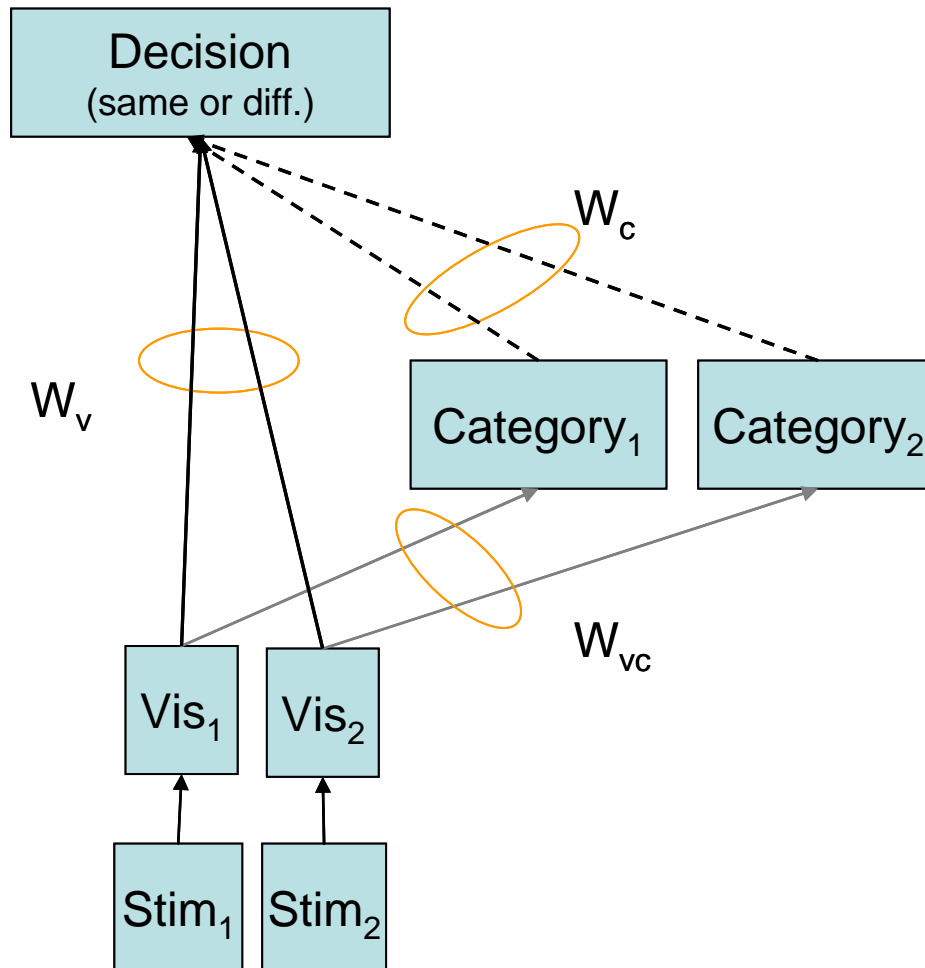 Decision
(same or diff.)
W_c
W_v
Category_1
Category_2
W_vc
Vis_1
Vis_2
Stim_1
Stim_2